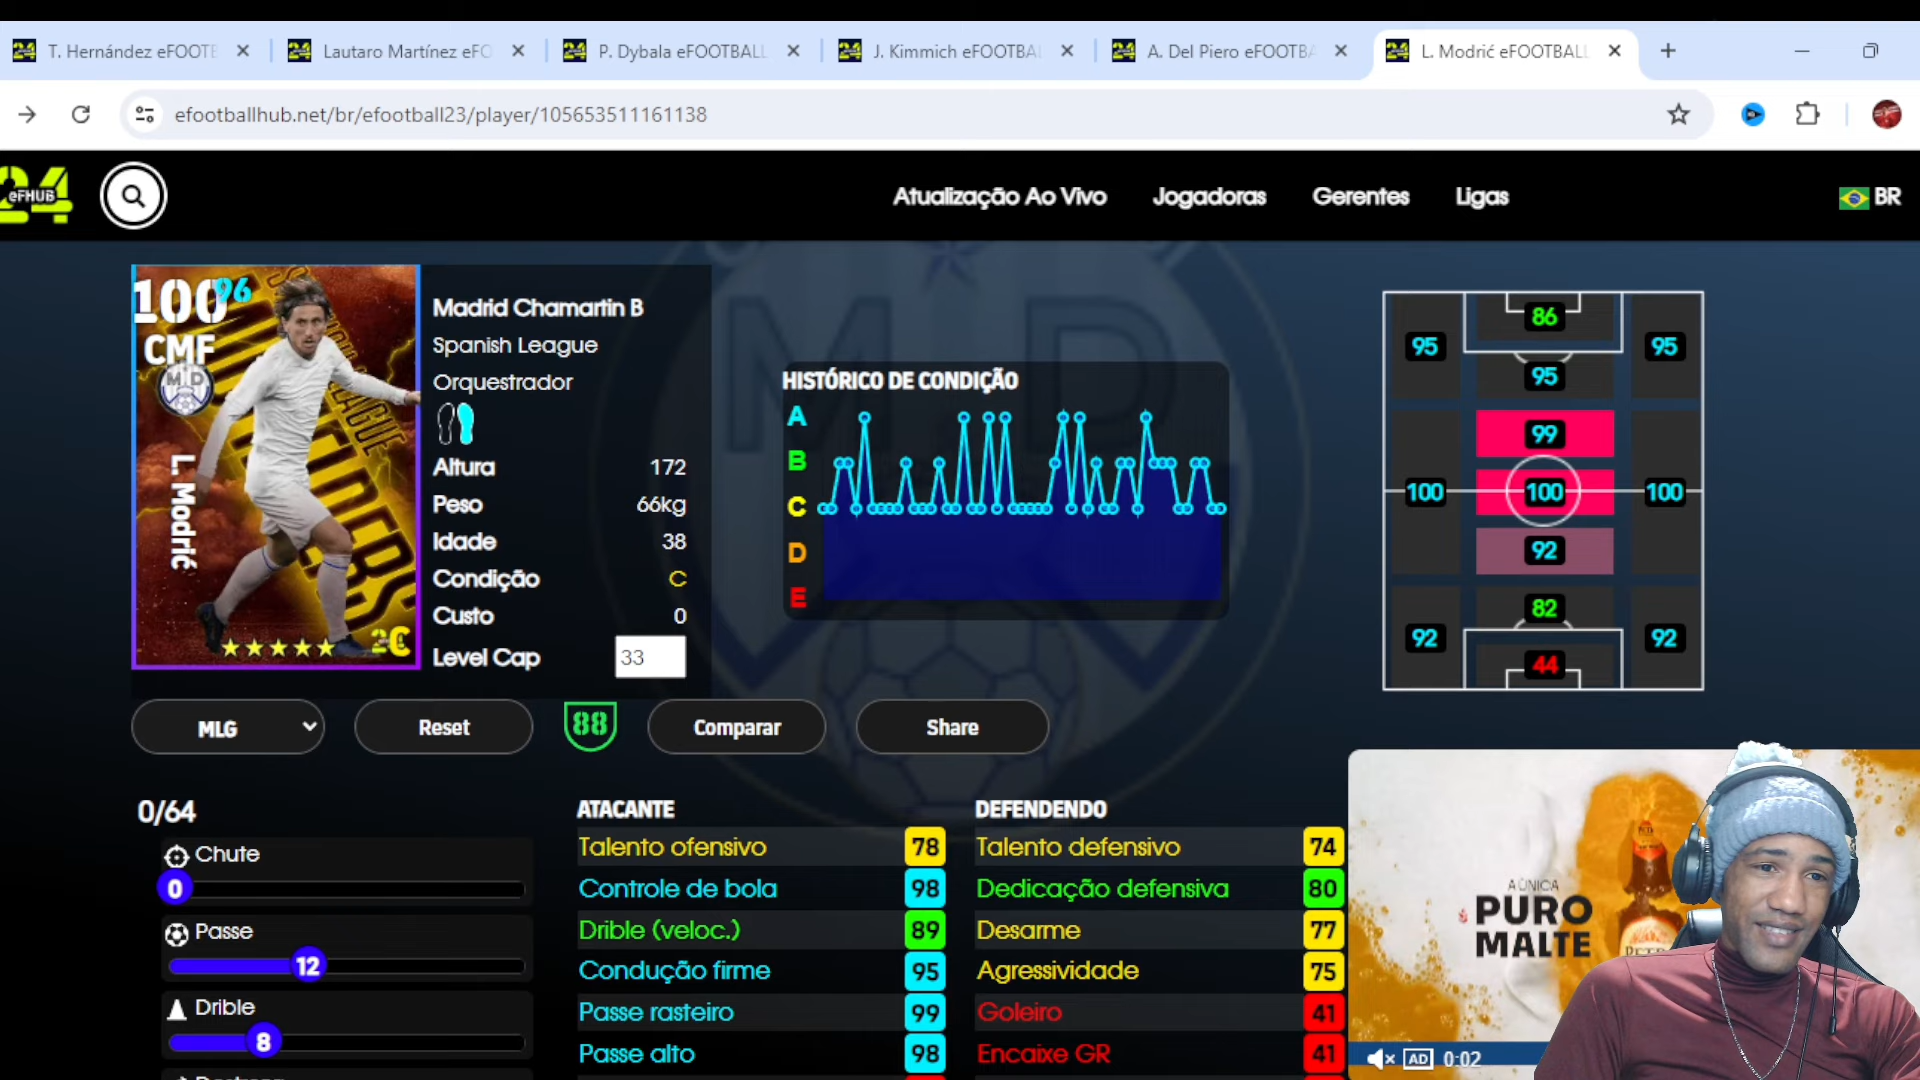 T. Hernández eFOOTB
Lautaro Martínez eFO
P. Dybala eFOOTBALL
J. Kimmich eFOOTBAL
A. Del Piero eFOOTBA
L. Modrić eFOOTBALL
efootballhub.net/br/efootball23/player/105653511161138
24
eFHUB
Atualização Ao Vivo
Jogadoras
Gerentes
Ligas
BR
100
96
CMF
MD
L. Modrić
LEAGUE
Madrid Chamartin B
Spanish League
Orquestrador
Altura 172
Peso 66kg
Idade 38
Condição C
Custo 0
Level Cap 33
HISTÓRICO DE CONDIÇÃO
A
B
C
D
E
86
95
95
95
99
100
100
100
92
82
92
92
44
MLG
Reset
88
Comparar
Share
0/64
Chute
0
Passe
12
Drible
8
ATACANTE
Talento ofensivo 78
Controle de bola 98
Drible (veloc.) 89
Condução firme 95
Passe rasteiro 99
Passe alto 98
DEFENDENDO
Talento defensivo 74
Dedicação defensiva 80
Desarme 77
Agressividade 75
Goleiro 41
Encaixe GR 41
A ÚNICA
PURO
MALTE
AD 0:02